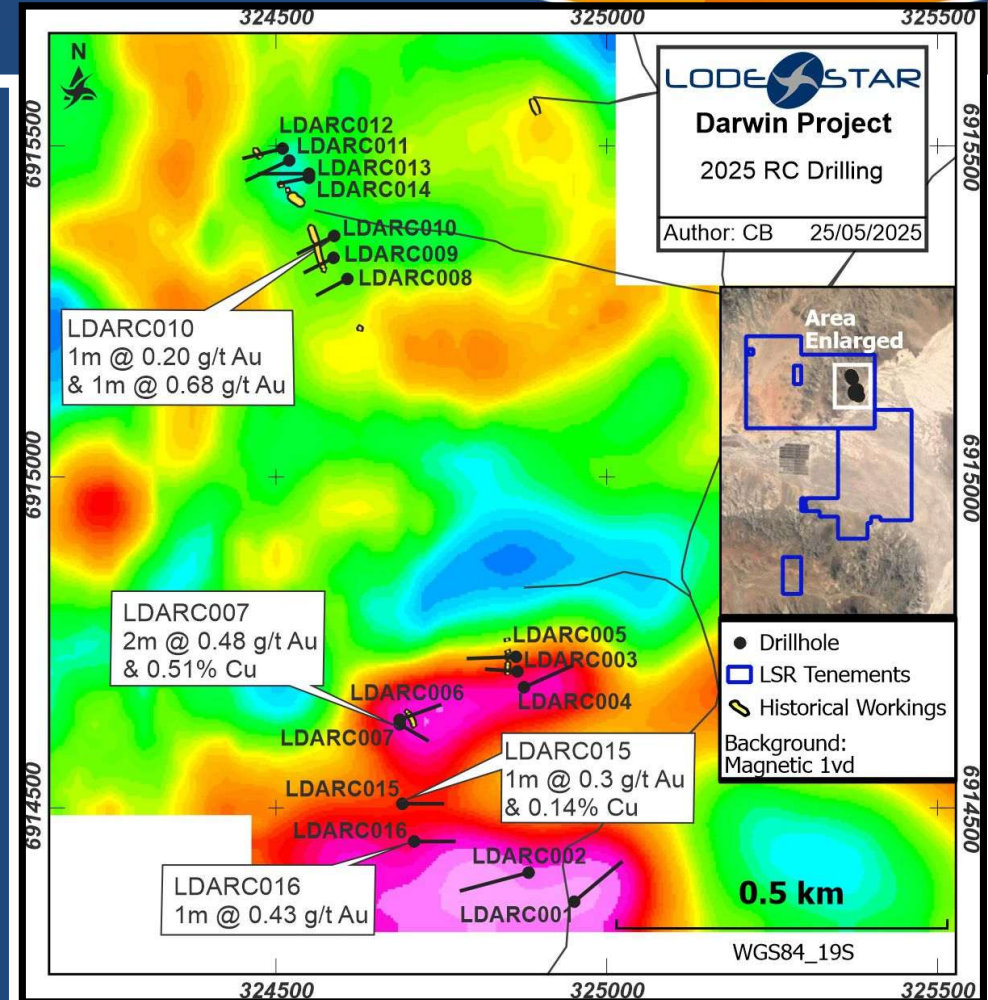 324500
325000
325500
N
LODE STAR
Darwin Project
2025 RC Drilling
Author: CB 25/05/2025
6915500
6915500
LDARC012
LDARC011
LDARC013
LDARC014
LDARC010
LDARC009
LDARC008
LDARC010
1m @ 0.20 g/t Au
& 1m @ 0.68 g/t Au
Area
Enlarged
6915000
6915000
LDARC007
2m @ 0.48 g/t Au
& 0.51% Cu
LDARC005
LDARC003
LDARC004
LDARC006
LDARC007
Drillhole
LSR Tenements
Historical Workings
Background:
Magnetic 1vd
LDARC015
1m @ 0.3 g/t Au
& 0.14% Cu
LDARC015
6914500
6914500
LDARC016
LDARC002
LDARC016
1m @ 0.43 g/t Au
LDARC001
0.5 km
WGS84_19S
324500
325000
325500